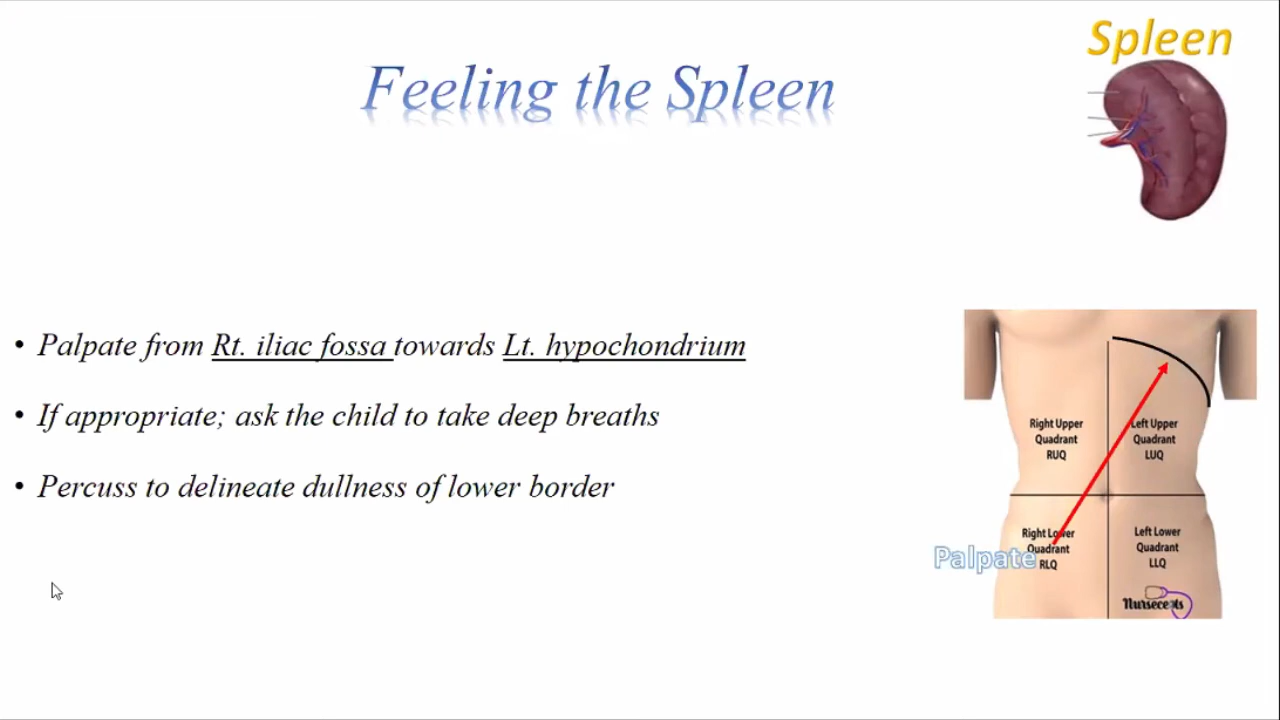 Spleen
Feeling the Spleen
• Palpate from Rt. iliac fossa towards Lt. hypochondrium
• If appropriate; ask the child to take deep breaths
• Percuss to delineate dullness of lower border
Right Upper
Quadrant
RUQ
Left Upper
Quadrant
LUQ
Right Lower
Quadrant
RLQ
Left Lower
Quadrant
LLQ
Palpate
Nursecepts